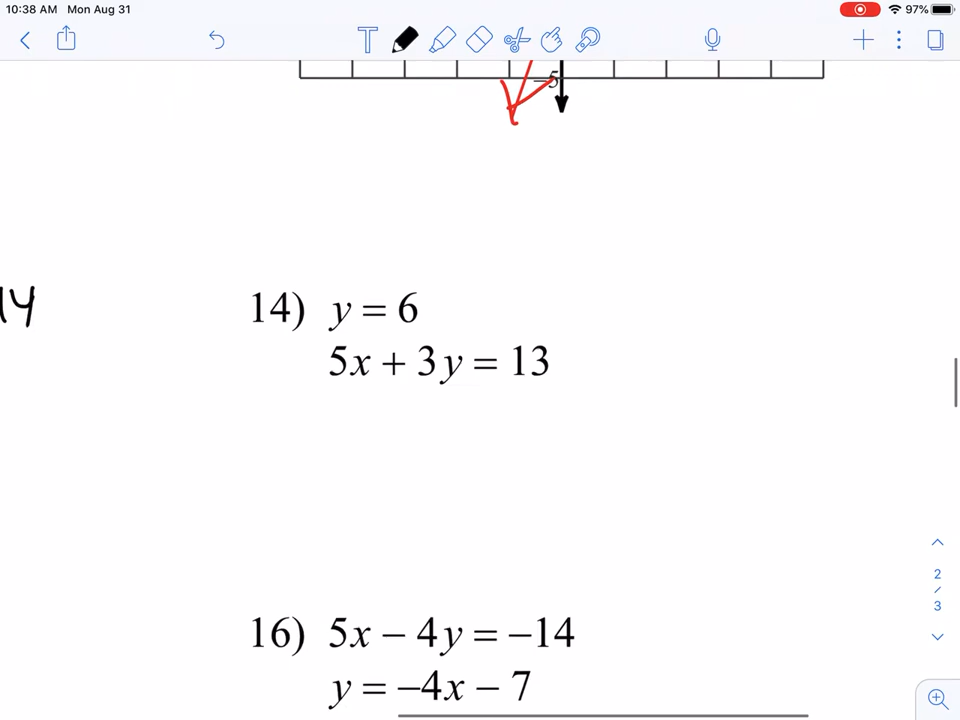 10:38 AM Mon Aug 31 97%
T
−5
14
14) y = 6
5x + 3y = 13
2
/
3
16) 5x − 4y = −14
y = −4x − 7